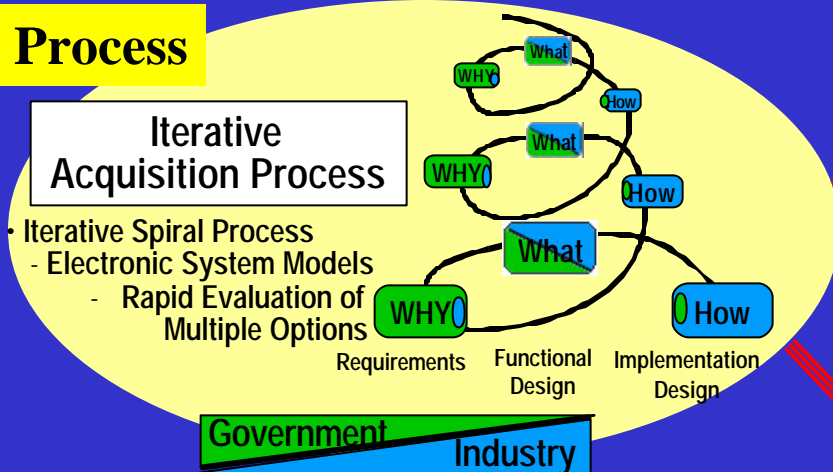 Process
Iterative
Acquisition Process
• Iterative Spiral Process
- Electronic System Models
- Rapid Evaluation of
Multiple Options
What
WHY
How
What
WHY
How
What
WHY
How
Requirements
Functional
Design
Implementation
Design
Government
Industry